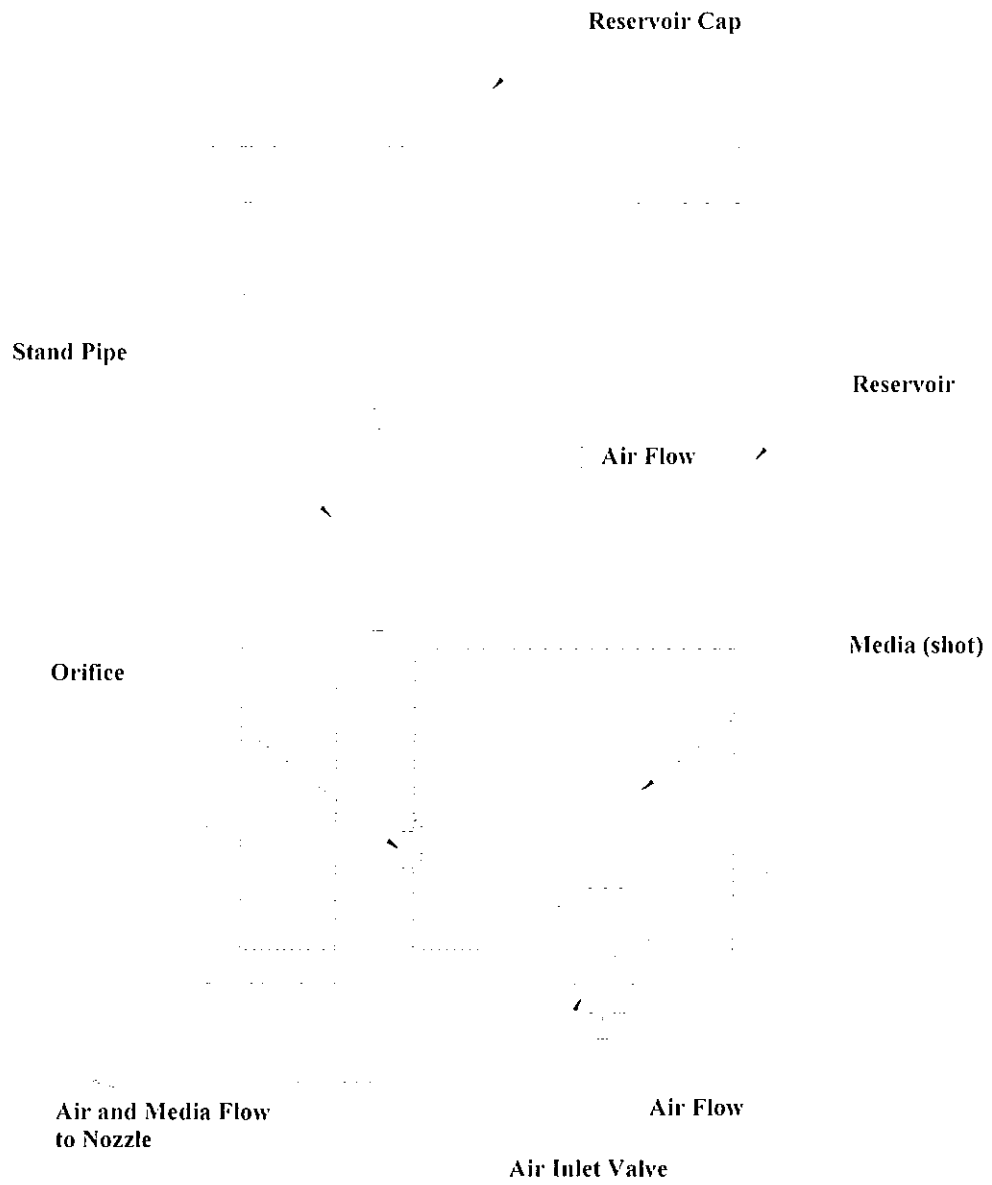 Reservoir Cap
Stand Pipe
Reservoir
Air Flow
Media (shot)
Orifice
Air and Media Flow
to Nozzle
Air Flow
Air Inlet Valve